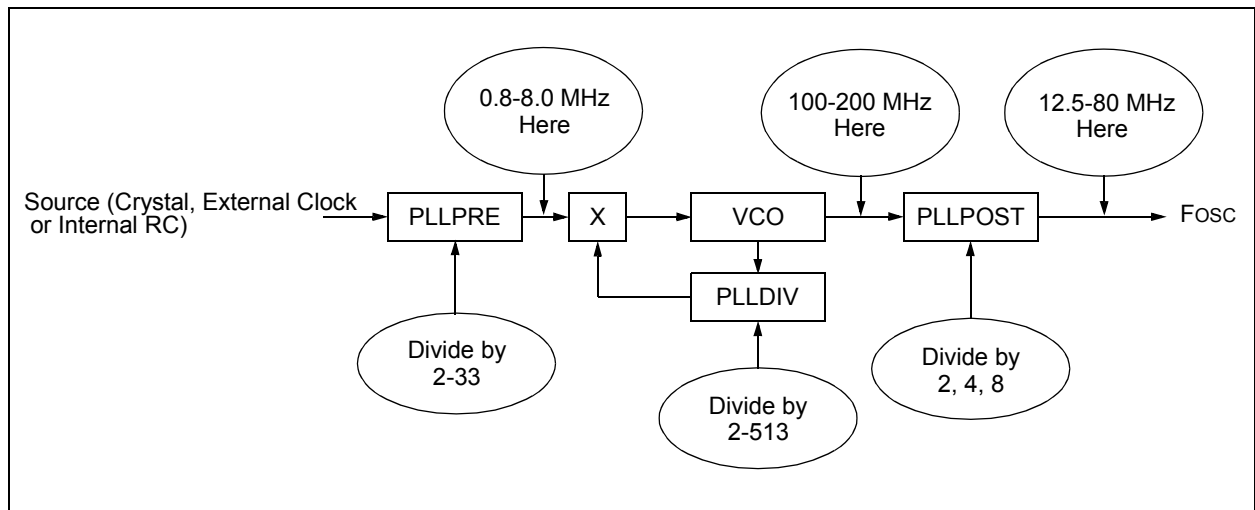 0.8-8.0 MHz
Here
100-200 MHz
Here
12.5-80 MHz
Here
Source (Crystal, External Clock
or Internal RC)
PLLPRE
X
VCO
PLLPOST
FOSC
PLLDIV
Divide by
2-33
Divide by
2-513
Divide by
2, 4, 8